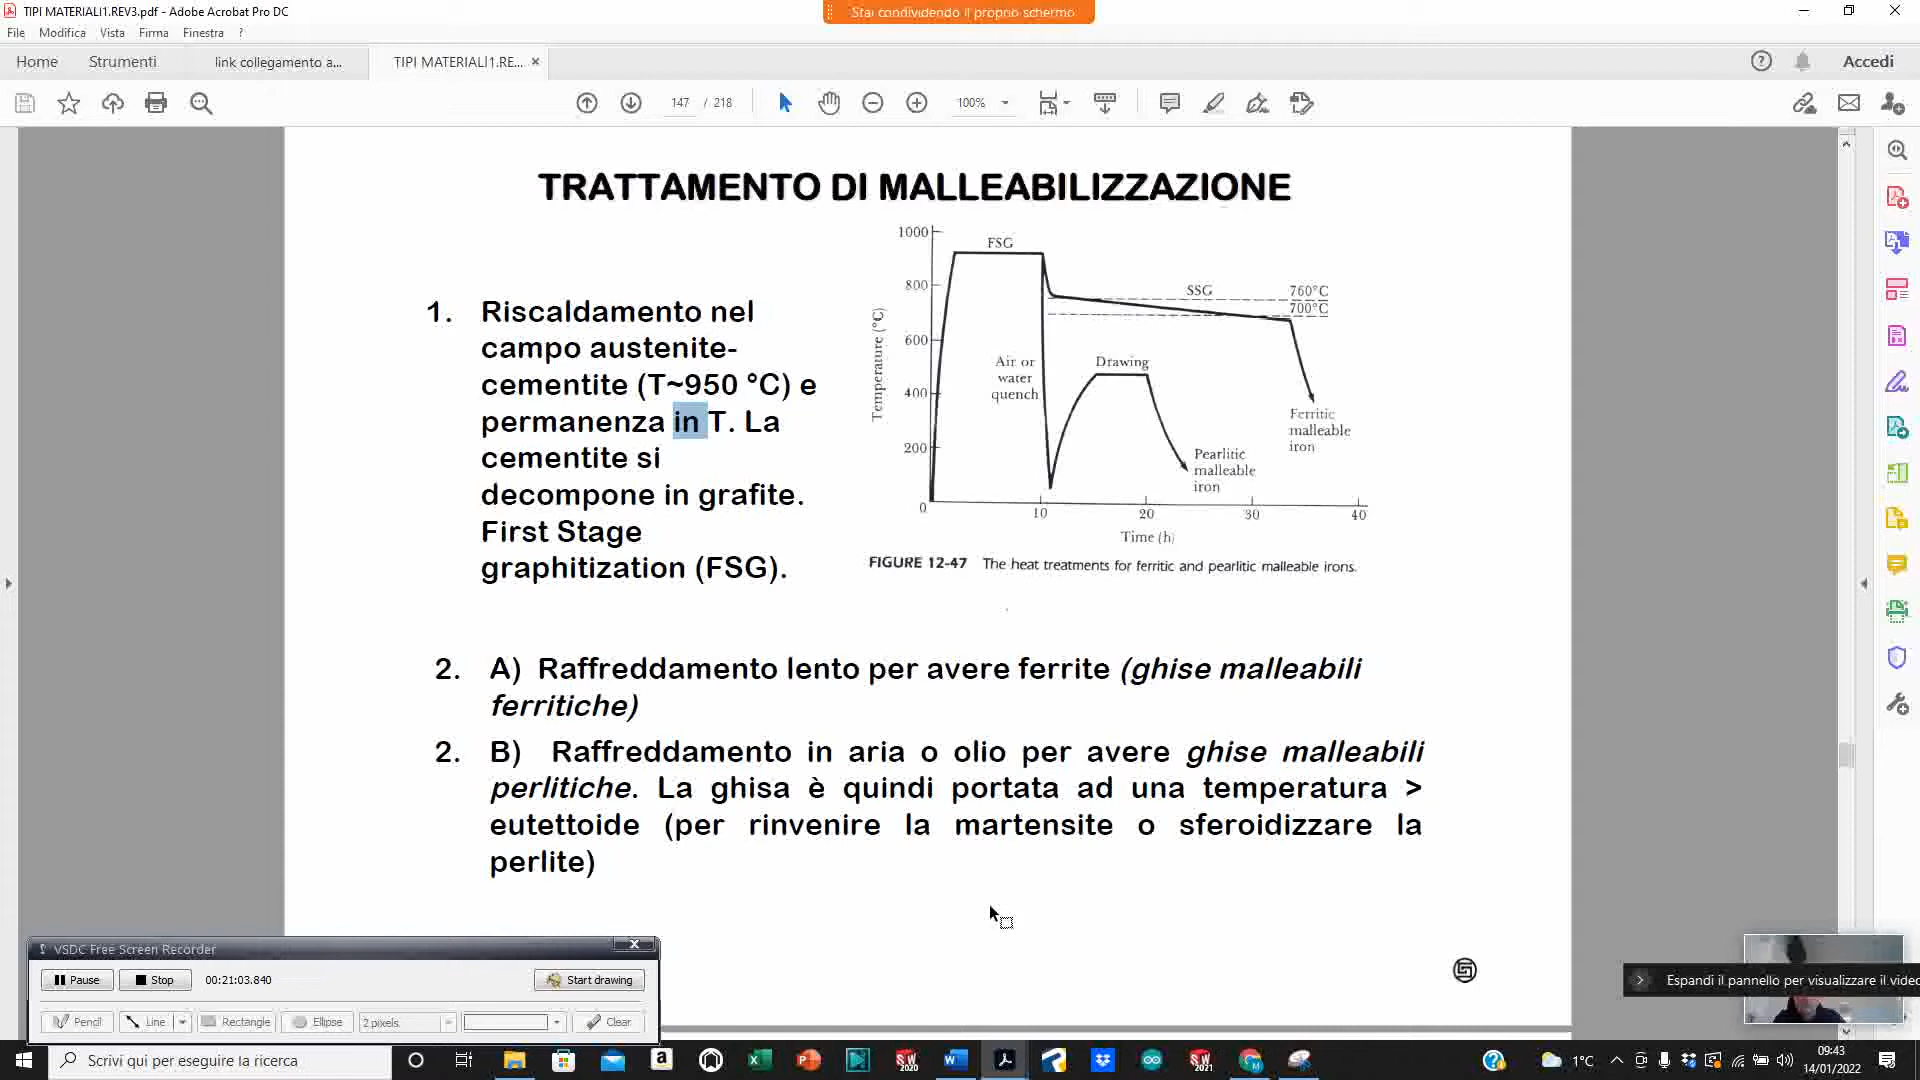 TIPI MATERIALI1.REV3.pdf - Adobe Acrobat Pro DC
Stai condividendo il proprio schermo
File Modifica Vista Firma Finestra ?
Home Strumenti link collegamento a... TIPI MATERIALI1.RE... ×
Accedi
147 / 218
100%
TRATTAMENTO DI MALLEABILIZZAZIONE
1. Riscaldamento nel
campo austenite-
cementite (T~950 °C) e
permanenza in T. La
cementite si
decompone in grafite.
First Stage
graphitization (FSG).
1000
800
600
400
200
0
Temperature (°C)
FSG
SSG
760°C
700°C
Air or
water
quench
Drawing
Ferritic
malleable
iron
Pearlitic
malleable
iron
10 20 30 40
Time (h)
FIGURE 12-47 The heat treatments for ferritic and pearlitic malleable irons.
2. A) Raffreddamento lento per avere ferrite (ghise malleabili
ferritiche)
2. B) Raffreddamento in aria o olio per avere ghise malleabili
perlitiche. La ghisa è quindi portata ad una temperatura >
eutettoide (per rinvenire la martensite o sferoidizzare la
perlite)
VSDC Free Screen Recorder
Pause Stop 00:21:03.840 Start drawing
Pencil Line Rectangle Ellipse 2 pixels Clear
Espandi il pannello per visualizzare il video
Scrivi qui per eseguire la ricerca
1°C
09:43
14/01/2022